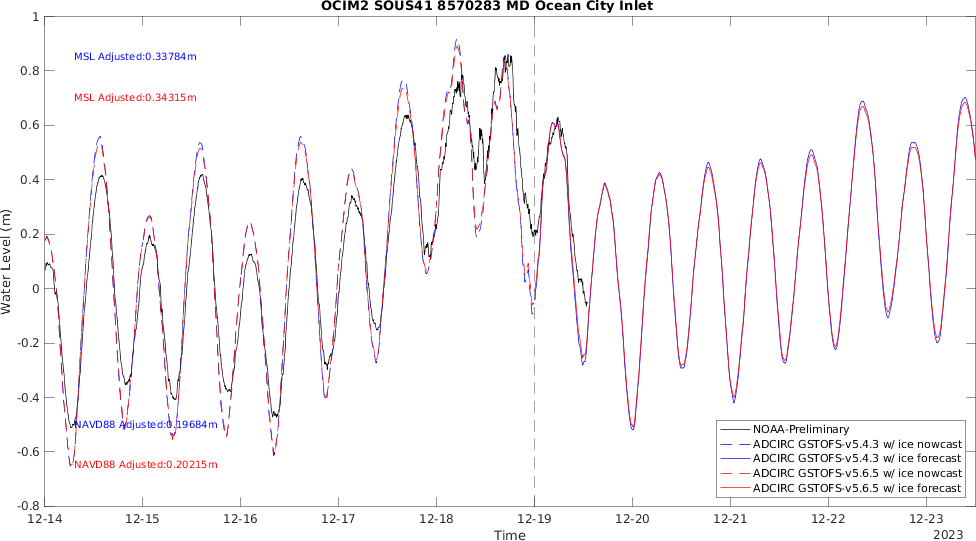 OCIM2 SOUS41 8570283 MD Ocean City Inlet
1
0.8
0.6
0.4
0.2
0
-0.2
-0.4
-0.6
-0.8
Water Level (m)
MSL Adjusted:0.33784m
MSL Adjusted:0.34315m
NAVD88 Adjusted:0.19684m
NAVD88 Adjusted:0.20215m
NOAA-Preliminary
ADCIRC GSTOFS-v5.4.3 w/ ice nowcast
ADCIRC GSTOFS-v5.4.3 w/ ice forecast
ADCIRC GSTOFS-v5.6.5 w/ ice nowcast
ADCIRC GSTOFS-v5.6.5 w/ ice forecast
12-14 12-15 12-16 12-17 12-18 12-19 12-20 12-21 12-22 12-23
Time
2023